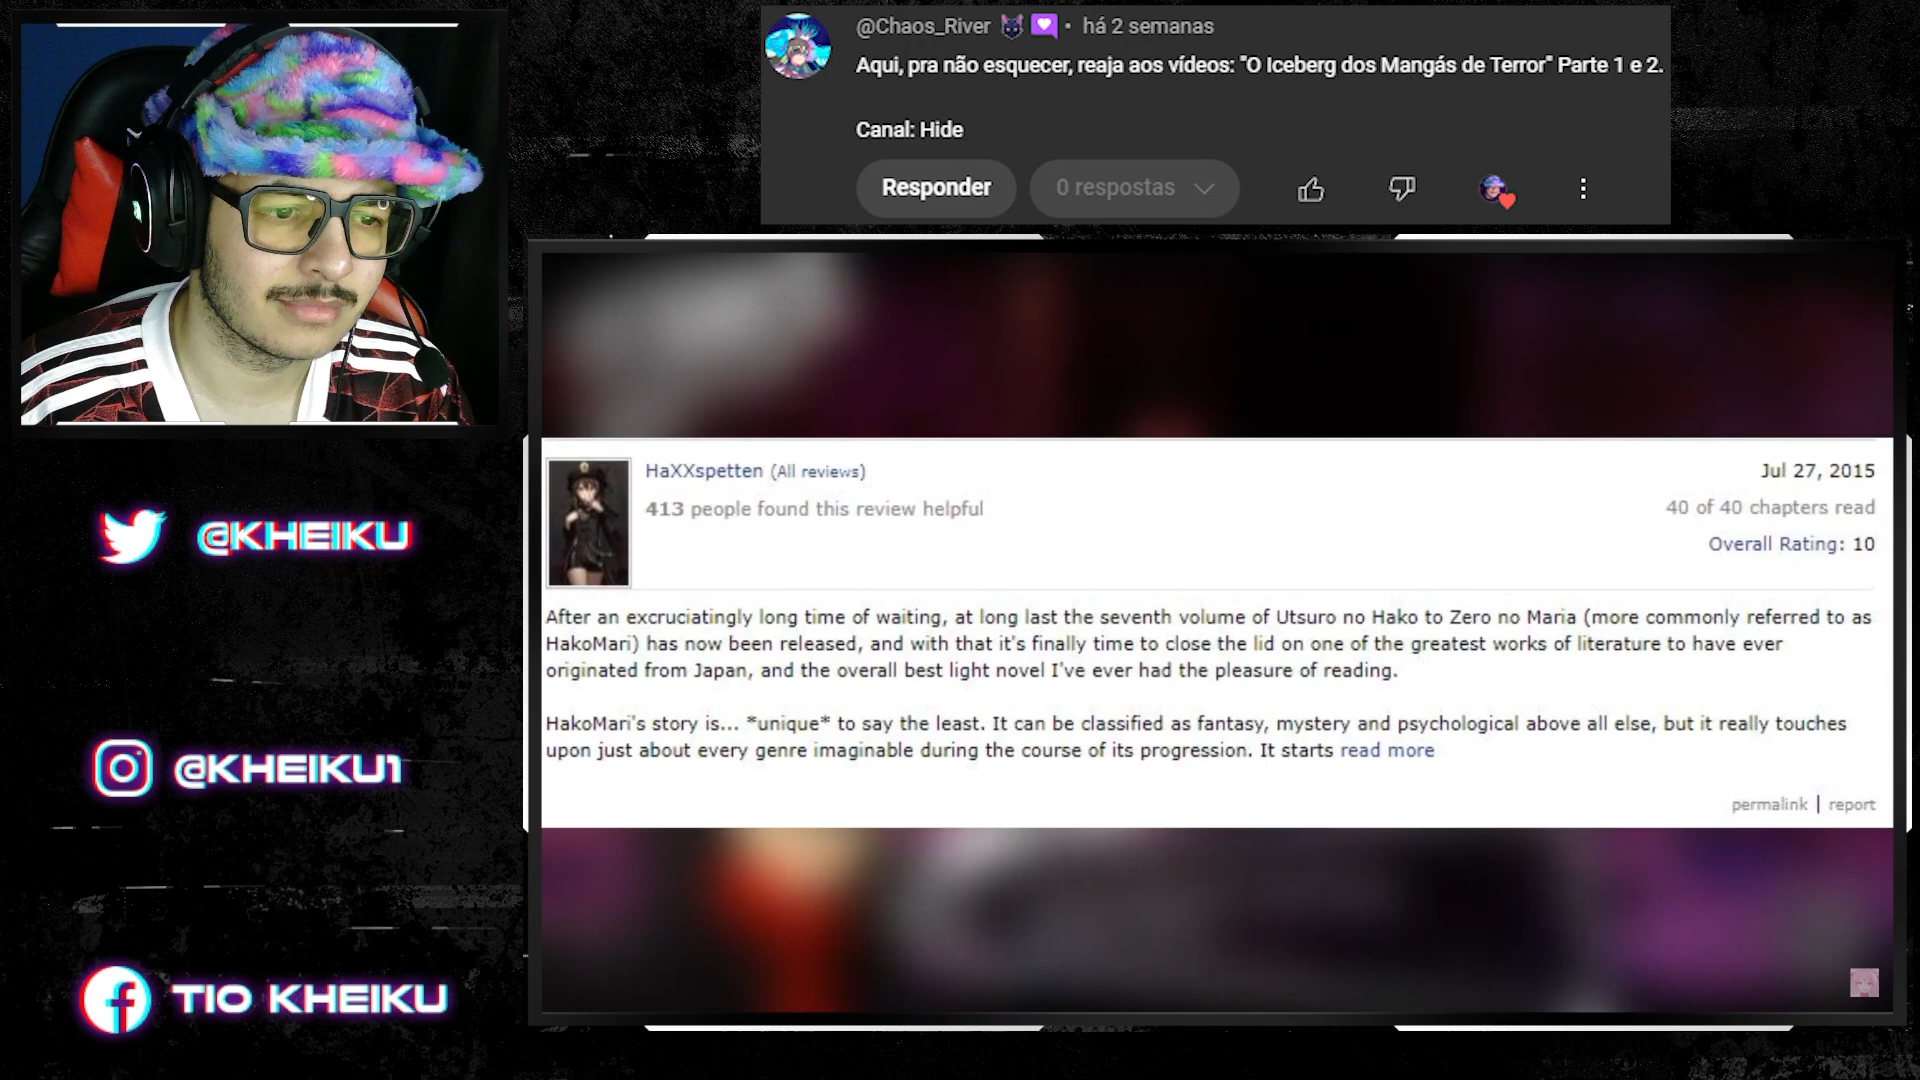 @Chaos_River • há 2 semanas
Aqui, pra não esquecer, reaja aos vídeos: "O Iceberg dos Mangás de Terror" Parte 1 e 2.
Canal: Hide
Responder 0 respostas
HaXXspetten (All reviews)
Jul 27, 2015
413 people found this review helpful
40 of 40 chapters read
Overall Rating: 10
After an excruciatingly long time of waiting, at long last the seventh volume of Utsuro no Hako to Zero no Maria (more commonly referred to as
HakoMari) has now been released, and with that it's finally time to close the lid on one of the greatest works of literature to have ever
originated from Japan, and the overall best light novel I've ever had the pleasure of reading.
HakoMari's story is... *unique* to say the least. It can be classified as fantasy, mystery and psychological above all else, but it really touches
upon just about every genre imaginable during the course of its progression. It starts read more
permalink | report
@KHEIKU
@KHEIKU1
TIO KHEIKU